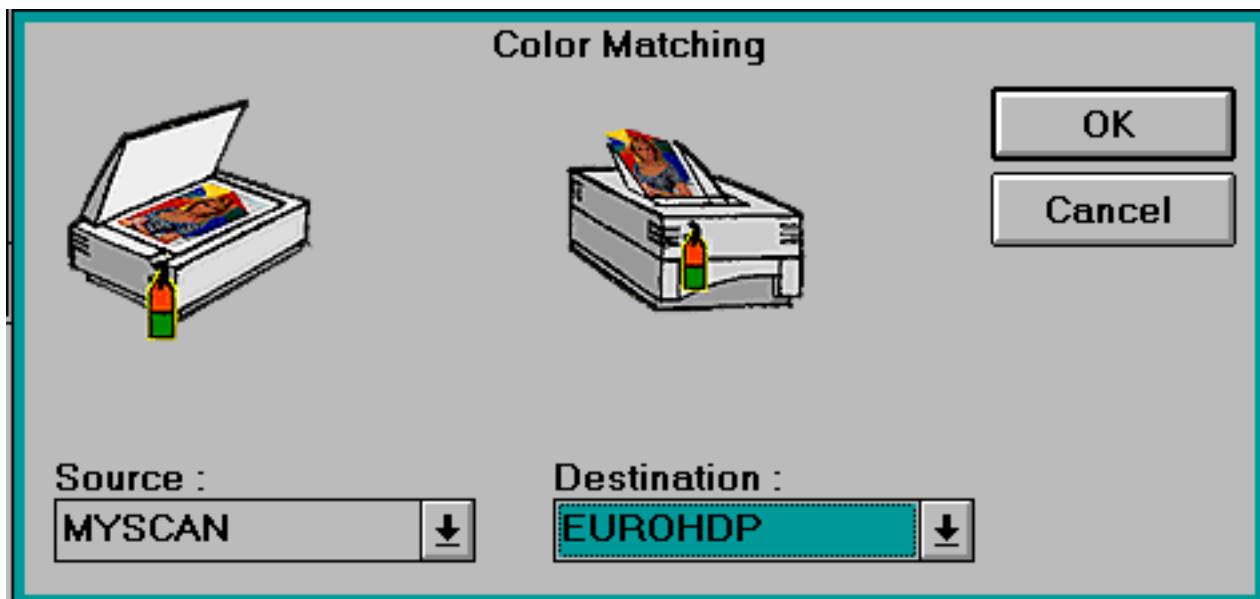 Color Matching
OK
Cancel
Source :
Destination :
MYSCAN
EUROHDP